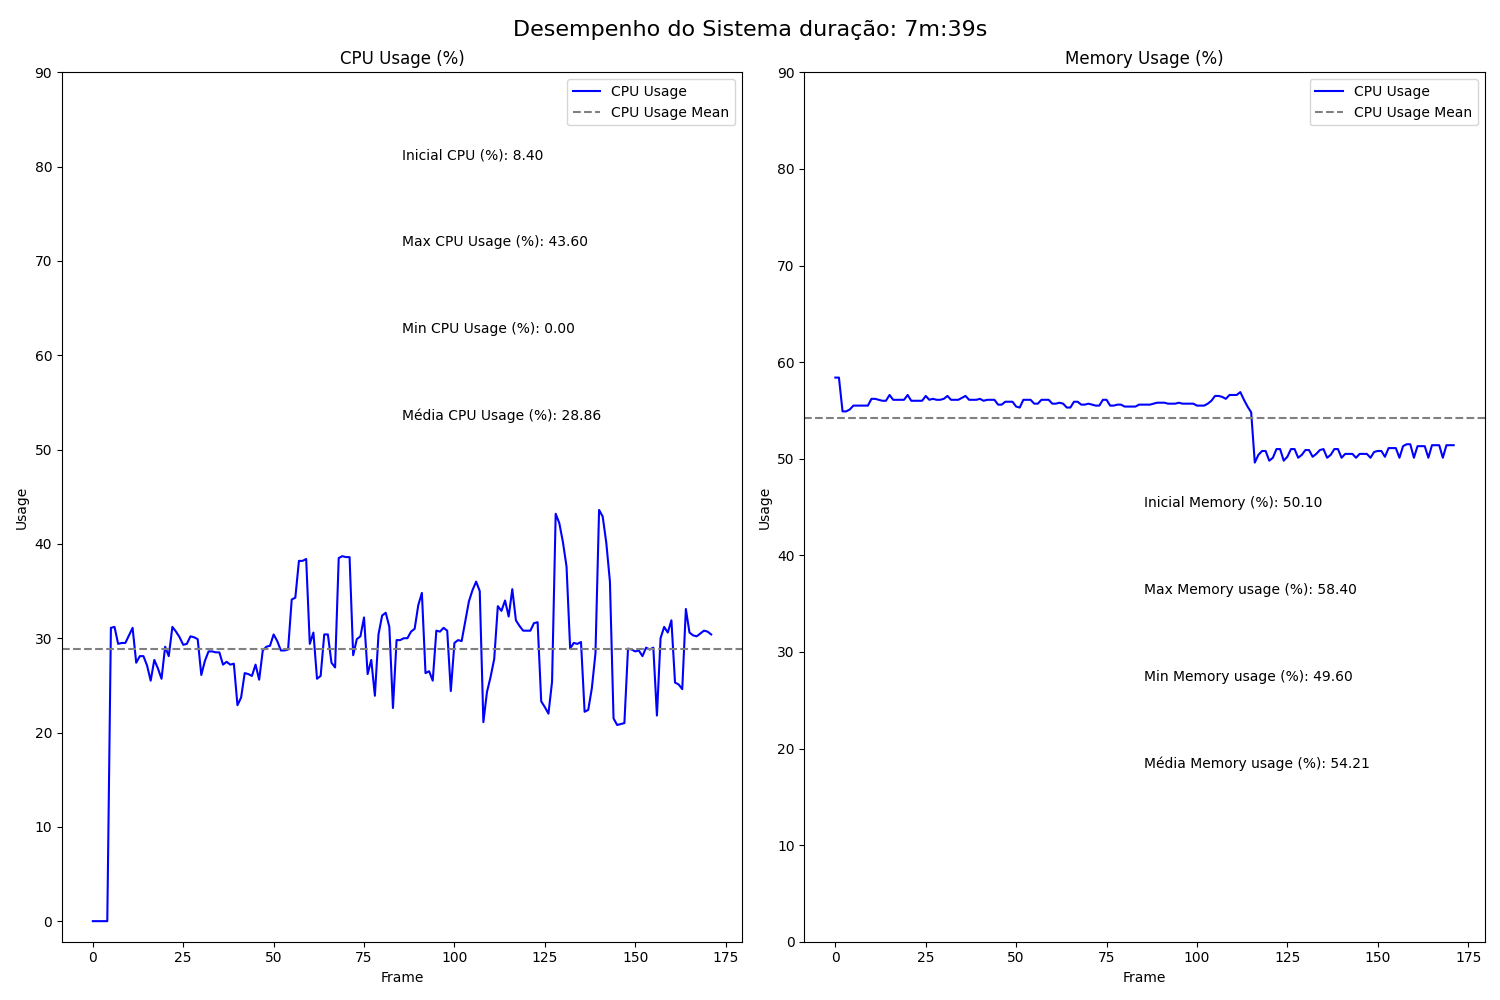 Desempenho do Sistema duração: 7m:39s
CPU Usage (%)
90
80
70
60
50
40
30
20
10
0
Usage
CPU Usage
CPU Usage Mean
Inicial CPU (%): 8.40
Max CPU Usage (%): 43.60
Min CPU Usage (%): 0.00
Média CPU Usage (%): 28.86
0 25 50 75 100 125 150 175
Frame
Memory Usage (%)
90
80
70
60
50
40
30
20
10
0
Usage
CPU Usage
CPU Usage Mean
Inicial Memory (%): 50.10
Max Memory usage (%): 58.40
Min Memory usage (%): 49.60
Média Memory usage (%): 54.21
0 25 50 75 100 125 150 175
Frame